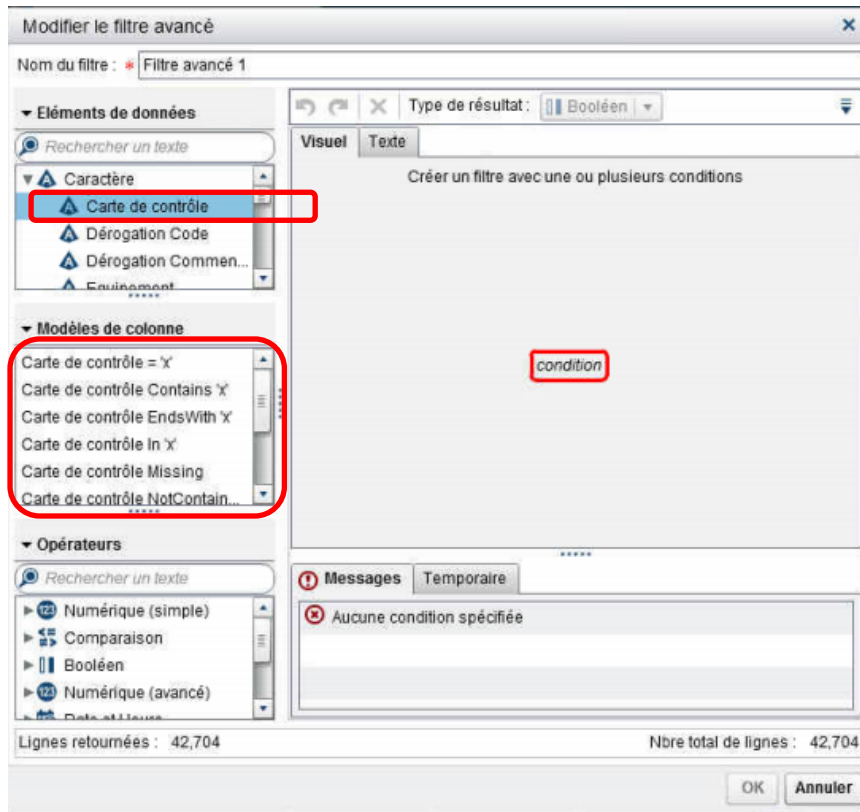 Modifier le filtre avancé
Nom du filtre : * Filtre avancé 1
Eléments de données
Rechercher un texte
Caractère
Carte de contrôle
Dérogation Code
Dérogation Commen...
Equipement
Modèles de colonne
Carte de contrôle = 'x'
Carte de contrôle Contains 'x'
Carte de contrôle EndsWith 'x'
Carte de contrôle In 'x'
Carte de contrôle Missing
Carte de contrôle NotContain...
Opérateurs
Rechercher un texte
Numérique (simple)
Comparaison
Booléen
Numérique (avancé)
Date et Heure
Type de résultat : Booléen
Visuel Texte
Créer un filtre avec une ou plusieurs conditions
condition
Messages Temporaire
Aucune condition spécifiée
Lignes retournées : 42,704
Nbre total de lignes : 42,704
OK Annuler